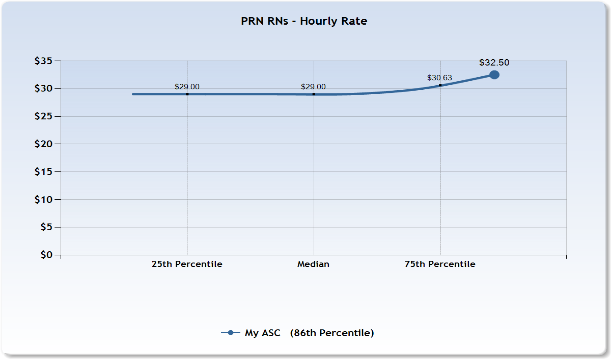 PRN RNs - Hourly Rate
$32.50
$35
$30.63
$30
$29.00
$29.00
$25
$20
$15
$10
$5
$0
25th Percentile
Median
75th Percentile
My ASC (86th Percentile)